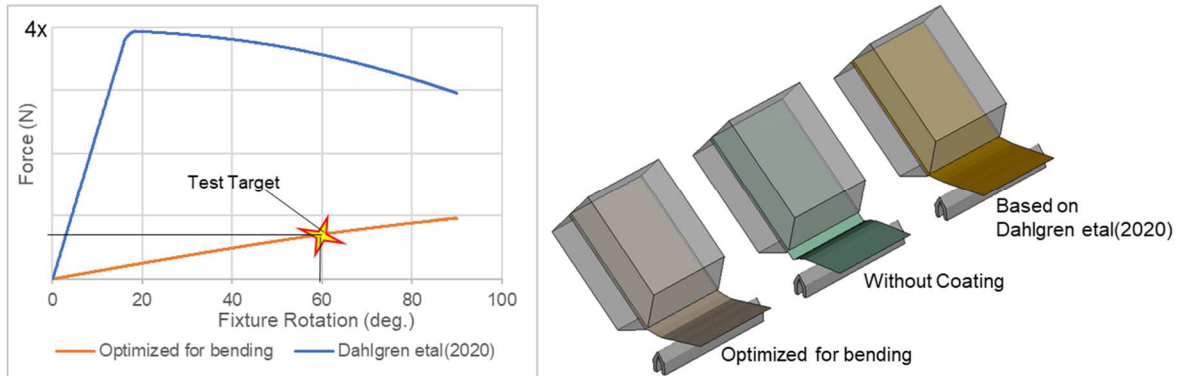 4x
Force (N)
Test Target
0 20 40 60 80 100
Fixture Rotation (deg.)
Optimized for bending Dahlgren etal(2020)
Based on
Dahlgren etal(2020)
Without Coating
Optimized for bending